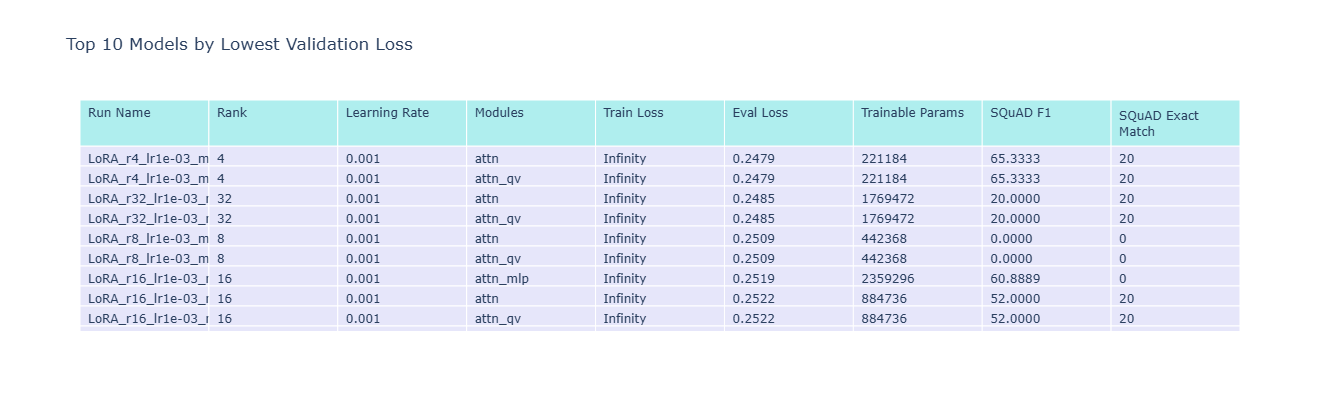 Top 10 Models by Lowest Validation Loss
Run Name Rank Learning Rate Modules Train Loss Eval Loss Trainable Params SQuAD F1 SQuAD Exact Match
LoRA_r4_lr1e-03_m 4 0.001 attn Infinity 0.2479 221184 65.3333 20
LoRA_r4_lr1e-03_m 4 0.001 attn_qv Infinity 0.2479 221184 65.3333 20
LoRA_r32_lr1e-03_ 32 0.001 attn Infinity 0.2485 1769472 20.0000 20
LoRA_r32_lr1e-03_ 32 0.001 attn_qv Infinity 0.2485 1769472 20.0000 20
LoRA_r8_lr1e-03_m 8 0.001 attn Infinity 0.2509 442368 0.0000 0
LoRA_r8_lr1e-03_m 8 0.001 attn_qv Infinity 0.2509 442368 0.0000 0
LoRA_r16_lr1e-03_ 16 0.001 attn_mlp Infinity 0.2519 2359296 60.8889 0
LoRA_r16_lr1e-03_ 16 0.001 attn Infinity 0.2522 884736 52.0000 20
LoRA_r16_lr1e-03_ 16 0.001 attn_qv Infinity 0.2522 884736 52.0000 20